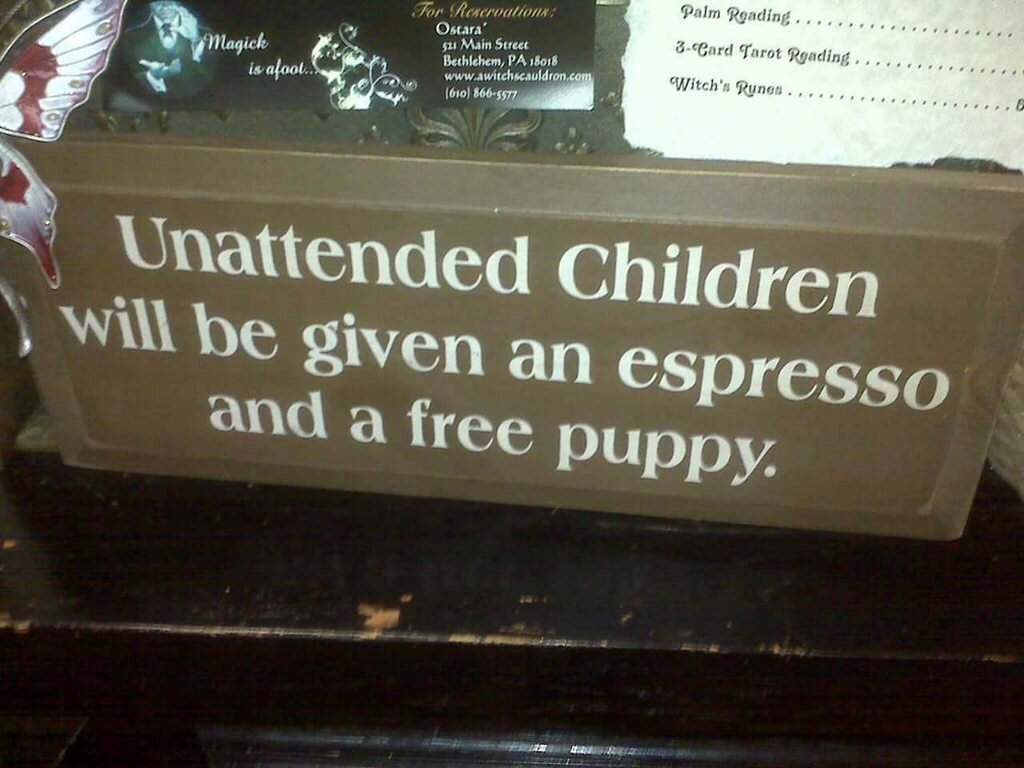 Magick
is afoot...
For Reservations:
Ostara
521 Main Street
Bethlehem, PA 18018
www.awitchscauldron.com
(610) 866-5577
Palm Reading
3-Card Tarot Reading
Witch's Runes
Unattended Children
will be given an espresso
and a free puppy.